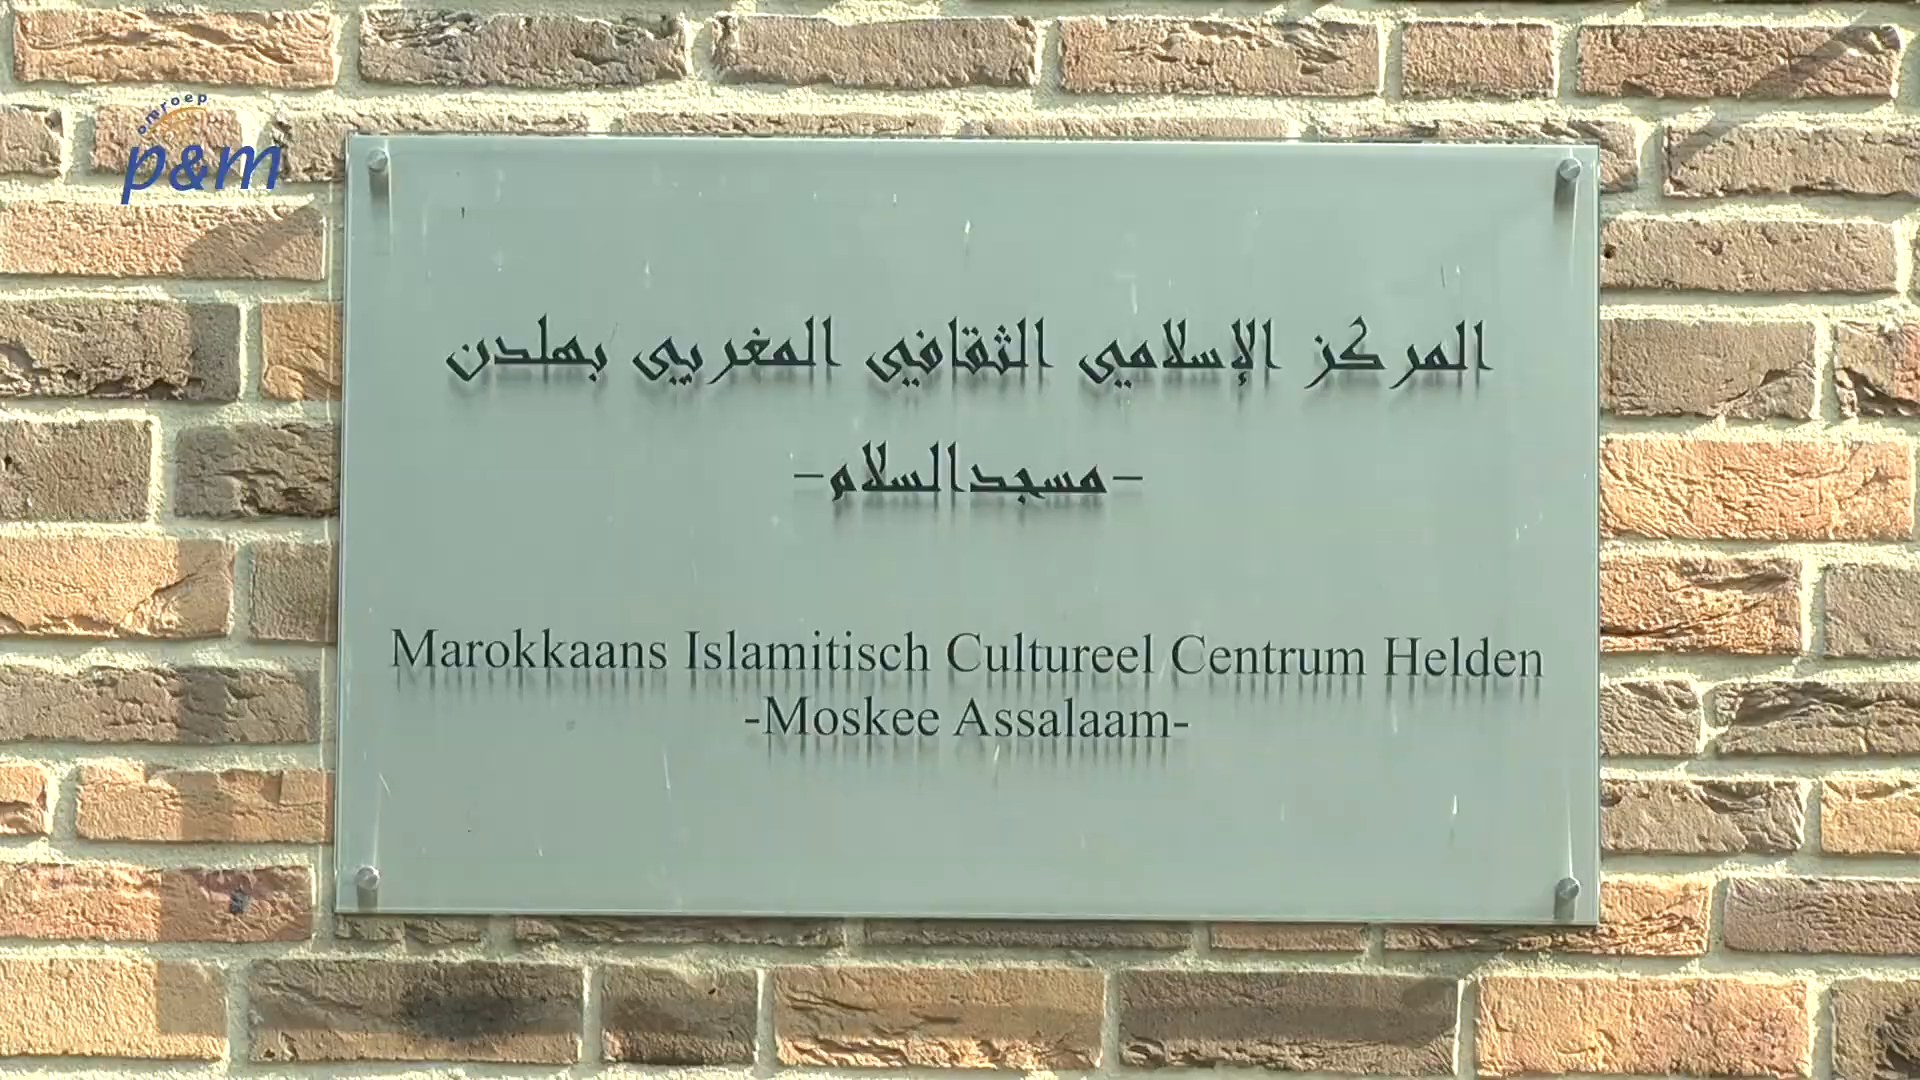 omroep
p&m
المركز الإسلامي الثقافي المغربي بهلدن
-مسجد السلام-
Marokkaans Islamitisch Cultureel Centrum Helden
-Moskee Assalaam-